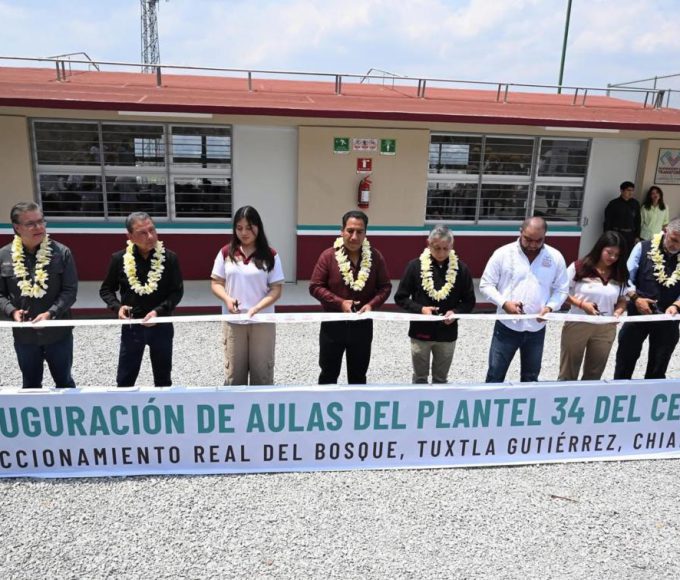 UGURACIÓN DE AULAS DEL PLANTEL 34 DEL CE
CCIONAMIENTO REAL DEL BOSQUE, TUXTLA GUTIÉRREZ, CHIA